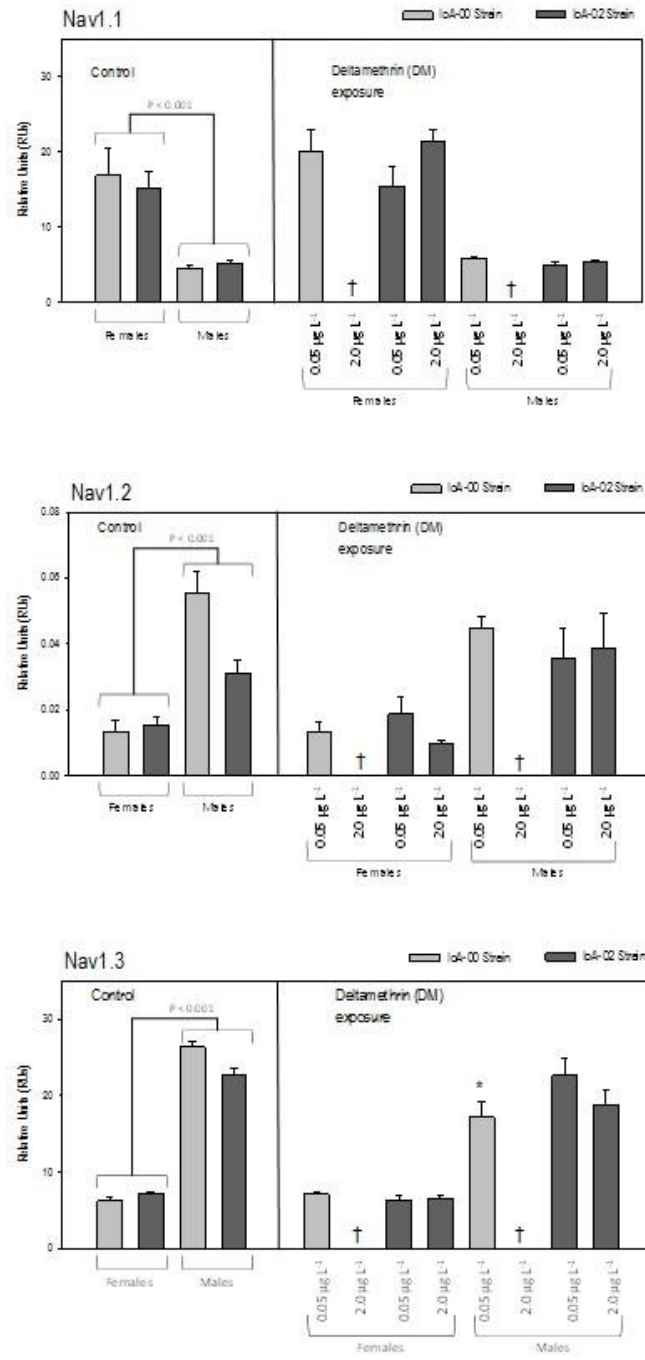 Nav1.1
IoA-00 Strain
IoA-02 Strain
Relative Units (RUs)
30
20
10
0
Control
P < 0.001
Deltamethrin (DM)
exposure
Females
Males
0.05 µg L⁻¹
2.0 µg L⁻¹
0.05 µg L⁻¹
2.0 µg L⁻¹
0.05 µg L⁻¹
2.0 µg L⁻¹
0.05 µg L⁻¹
2.0 µg L⁻¹
†
†
Females
Males
Nav1.2
IoA-00 Strain
IoA-02 Strain
Relative Units (RUs)
0.08
0.06
0.04
0.02
0.00
Control
P < 0.001
Deltamethrin (DM)
exposure
†
†
Females
Males
0.05 µg L⁻¹
2.0 µg L⁻¹
0.05 µg L⁻¹
2.0 µg L⁻¹
0.05 µg L⁻¹
2.0 µg L⁻¹
0.05 µg L⁻¹
2.0 µg L⁻¹
Females
Males
Nav1.3
IoA-00 Strain
IoA-02 Strain
Relative Units (RUs)
30
20
10
0
Control
P < 0.001
Deltamethrin (DM)
exposure
*
†
†
Females
Males
0.05 µg L⁻¹
2.0 µg L⁻¹
0.05 µg L⁻¹
2.0 µg L⁻¹
0.05 µg L⁻¹
2.0 µg L⁻¹
0.05 µg L⁻¹
2.0 µg L⁻¹
Females
Males